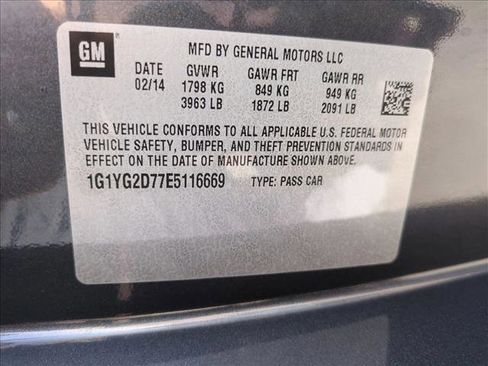 GM
MFD BY GENERAL MOTORS LLC
DATE GVWR GAWR FRT GAWR RR
02/14 1798 KG 849 KG 949 KG
3963 LB 1872 LB 2091 LB
THIS VEHICLE CONFORMS TO ALL APPLICABLE U.S. FEDERAL MOTOR
VEHICLE SAFETY, BUMPER, AND THEFT PREVENTION STANDARDS
IN EFFECT ON THE DATE OF MANUFACTURE SHOWN ABOVE.
1G1YG2D77E5116669 TYPE: PASS CAR